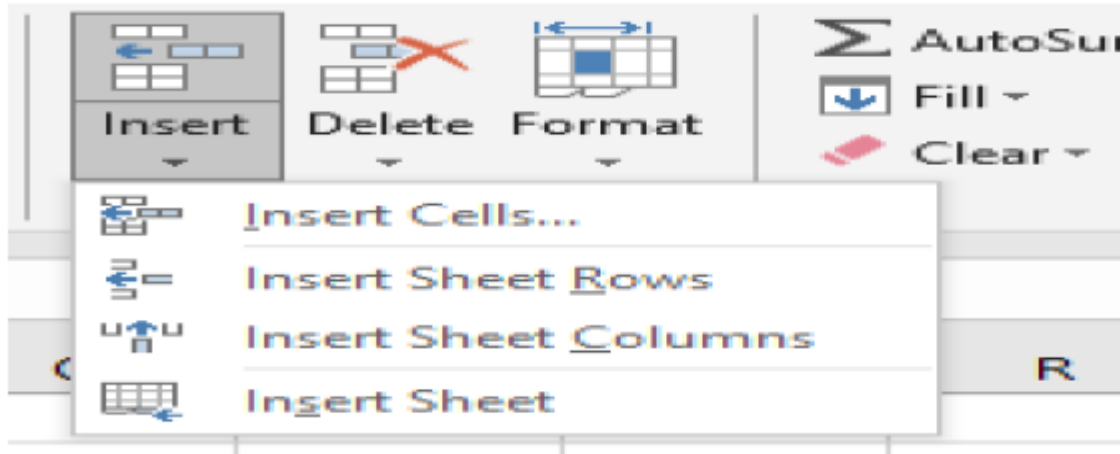 Insert Delete Format
AutoSu
Fill
Clear
Insert Cells...
Insert Sheet Rows
Insert Sheet Columns
Insert Sheet
R